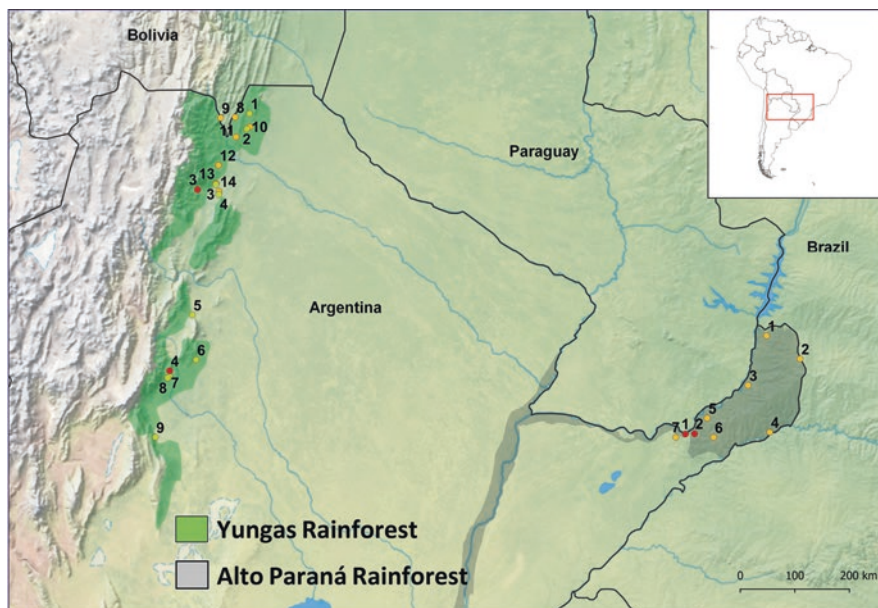 Bolivia
9 8 1
11 10
2
12
13
3 14
3
4
Paraguay
Brazil
Argentina
5
6
4
7
8
9
1
2
3
5
7 1 2 6 4
Yungas Rainforest
Alto Paraná Rainforest
0 100 200 km